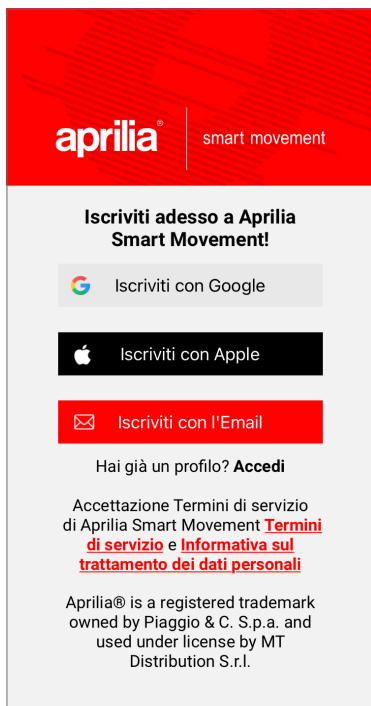 aprilia®
smart movement
Iscriviti adesso a Aprilia
Smart Movement!
Iscriviti con Google
Iscriviti con Apple
Iscriviti con l'Email
Hai già un profilo? Accedi
Accettazione Termini di servizio
di Aprilia Smart Movement Termini
di servizio e Informativa sul
trattamento dei dati personali
Aprilia® is a registered trademark
owned by Piaggio & C. S.p.a. and
used under license by MT
Distribution S.r.l.